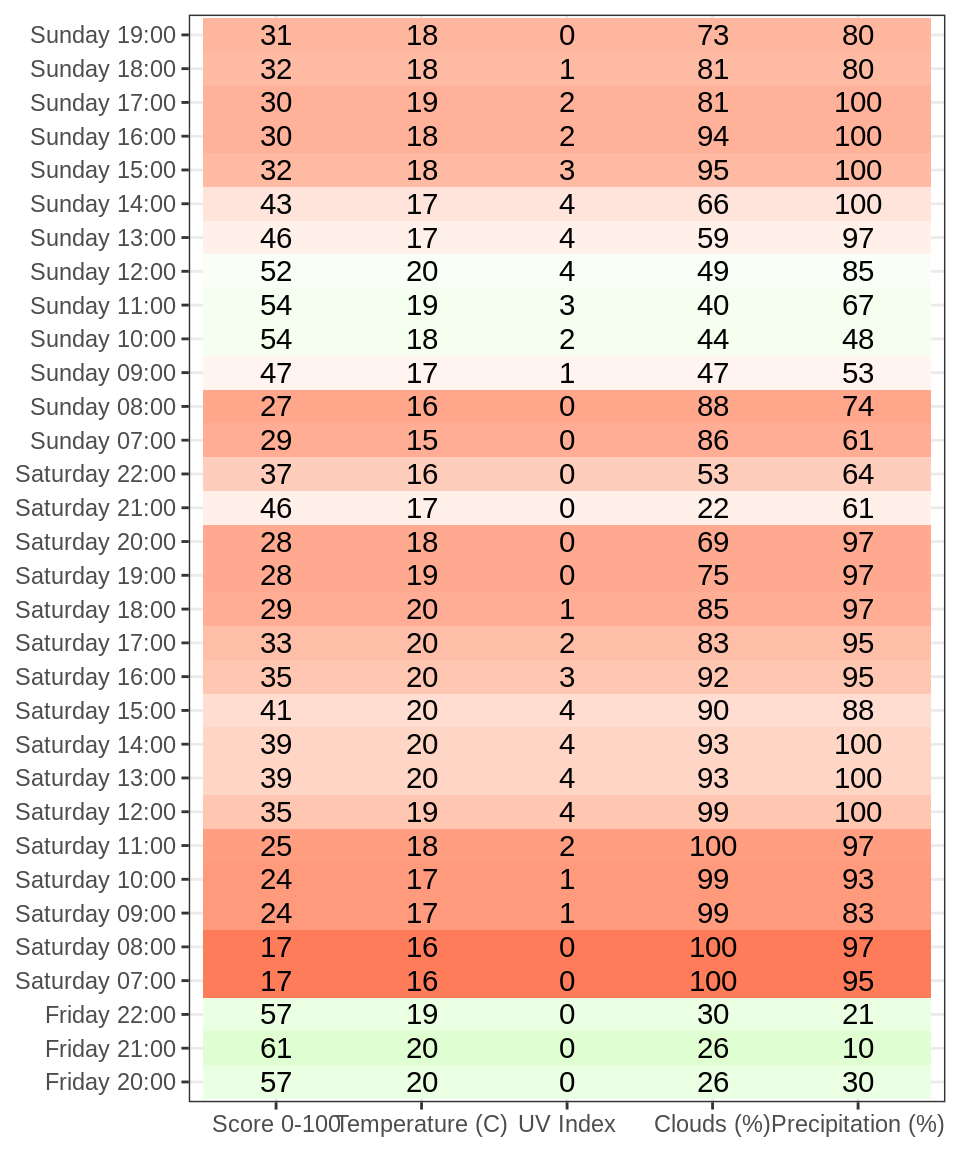 Sunday 19:00 31 18 0 73 80
Sunday 18:00 32 18 1 81 80
Sunday 17:00 30 19 2 81 100
Sunday 16:00 30 18 2 94 100
Sunday 15:00 32 18 3 95 100
Sunday 14:00 43 17 4 66 100
Sunday 13:00 46 17 4 59 97
Sunday 12:00 52 20 4 49 85
Sunday 11:00 54 19 3 40 67
Sunday 10:00 54 18 2 44 48
Sunday 09:00 47 17 1 47 53
Sunday 08:00 27 16 0 88 74
Sunday 07:00 29 15 0 86 61
Saturday 22:00 37 16 0 53 64
Saturday 21:00 46 17 0 22 61
Saturday 20:00 28 18 0 69 97
Saturday 19:00 28 19 0 75 97
Saturday 18:00 29 20 1 85 97
Saturday 17:00 33 20 2 83 95
Saturday 16:00 35 20 3 92 95
Saturday 15:00 41 20 4 90 88
Saturday 14:00 39 20 4 93 100
Saturday 13:00 39 20 4 93 100
Saturday 12:00 35 19 4 99 100
Saturday 11:00 25 18 2 100 97
Saturday 10:00 24 17 1 99 93
Saturday 09:00 24 17 1 99 83
Saturday 08:00 17 16 0 100 97
Saturday 07:00 17 16 0 100 95
Friday 22:00 57 19 0 30 21
Friday 21:00 61 20 0 26 10
Friday 20:00 57 20 0 26 30
Score 0-100 Temperature (C) UV Index Clouds (%) Precipitation (%)